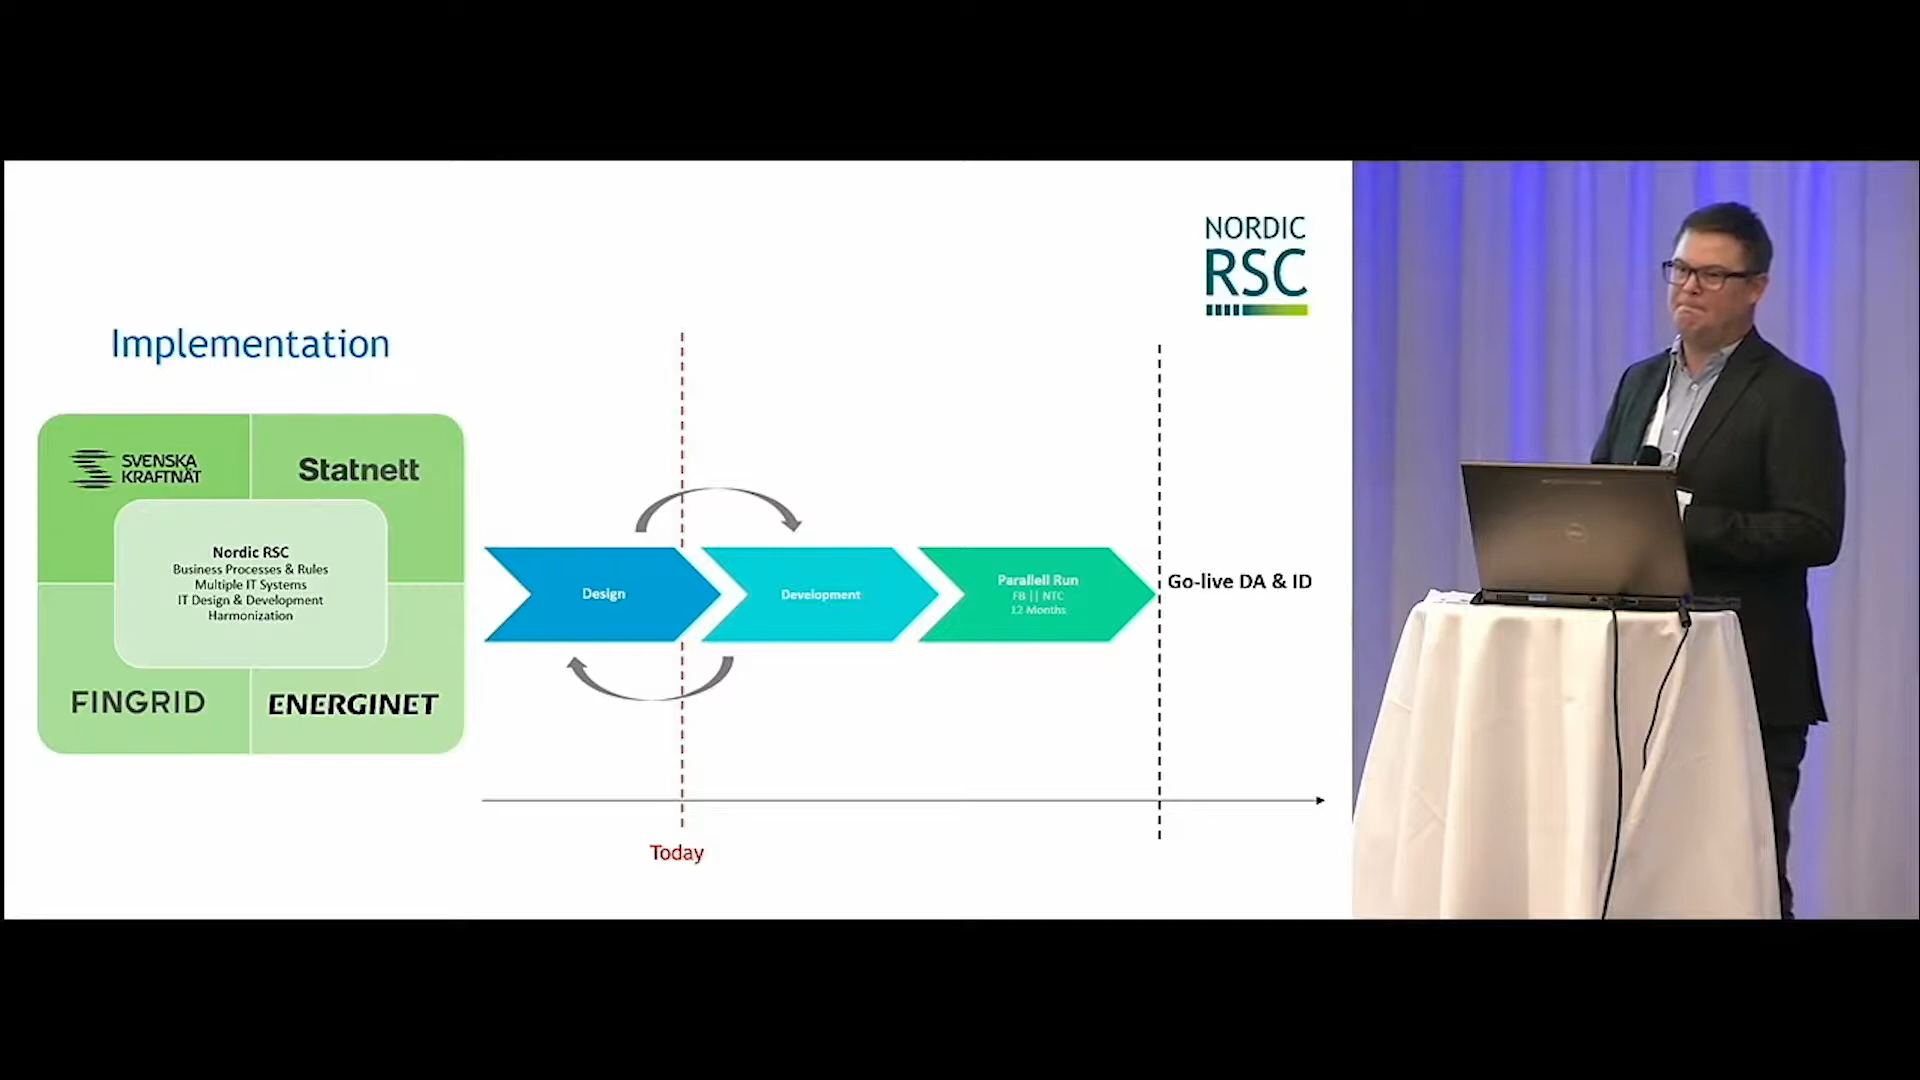 NORDIC
RSC
Implementation
SVENSKA
KRAFTNÄT
Statnett
Nordic RSC
Business Processes & Rules
Multiple IT Systems
IT Design & Development
Harmonization
FINGRID
ENERGINET
Design
Development
Parallell Run
FB || NTC
12 Months
Go-live DA & ID
Today